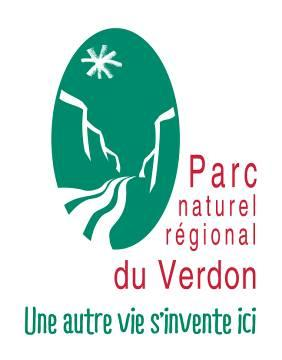 Parc
naturel
régional
du Verdon
Une autre vie s'invente ici